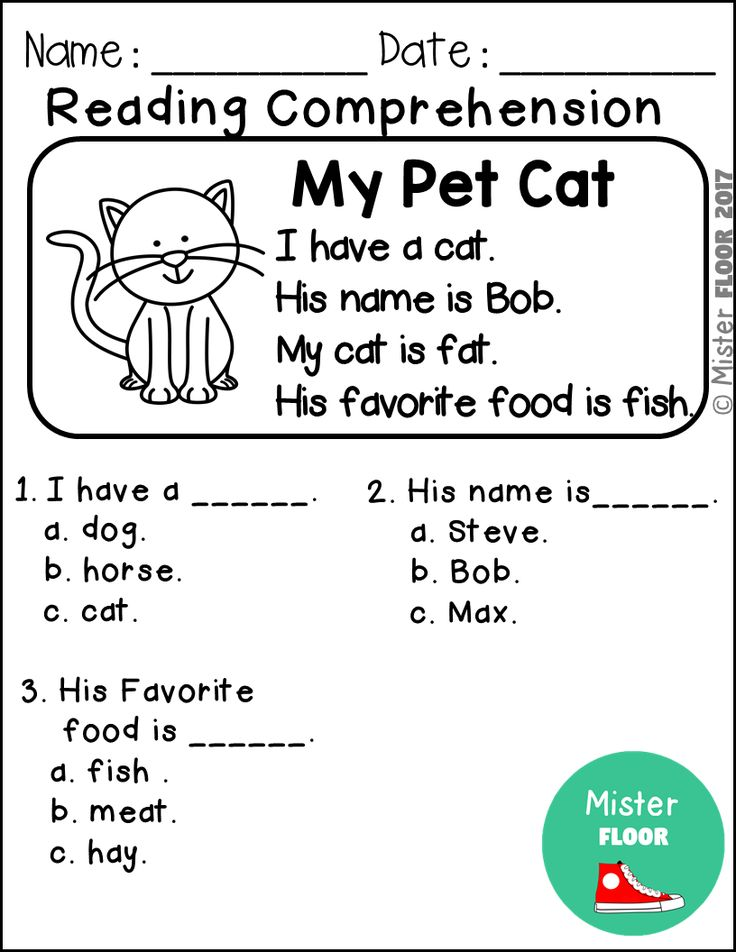 Name: __________ Date: __________
Reading Comprehension
My Pet Cat
I have a cat.
His name is Bob.
My cat is fat.
His favorite food is fish.
© Mister FLOOR 2017
1. I have a ______.
a. dog.
b. horse.
c. cat.
2. His name is______.
a. Steve.
b. Bob.
c. Max.
3. His Favorite
food is ______.
a. fish .
b. meat.
c. hay.
Mister
FLOOR